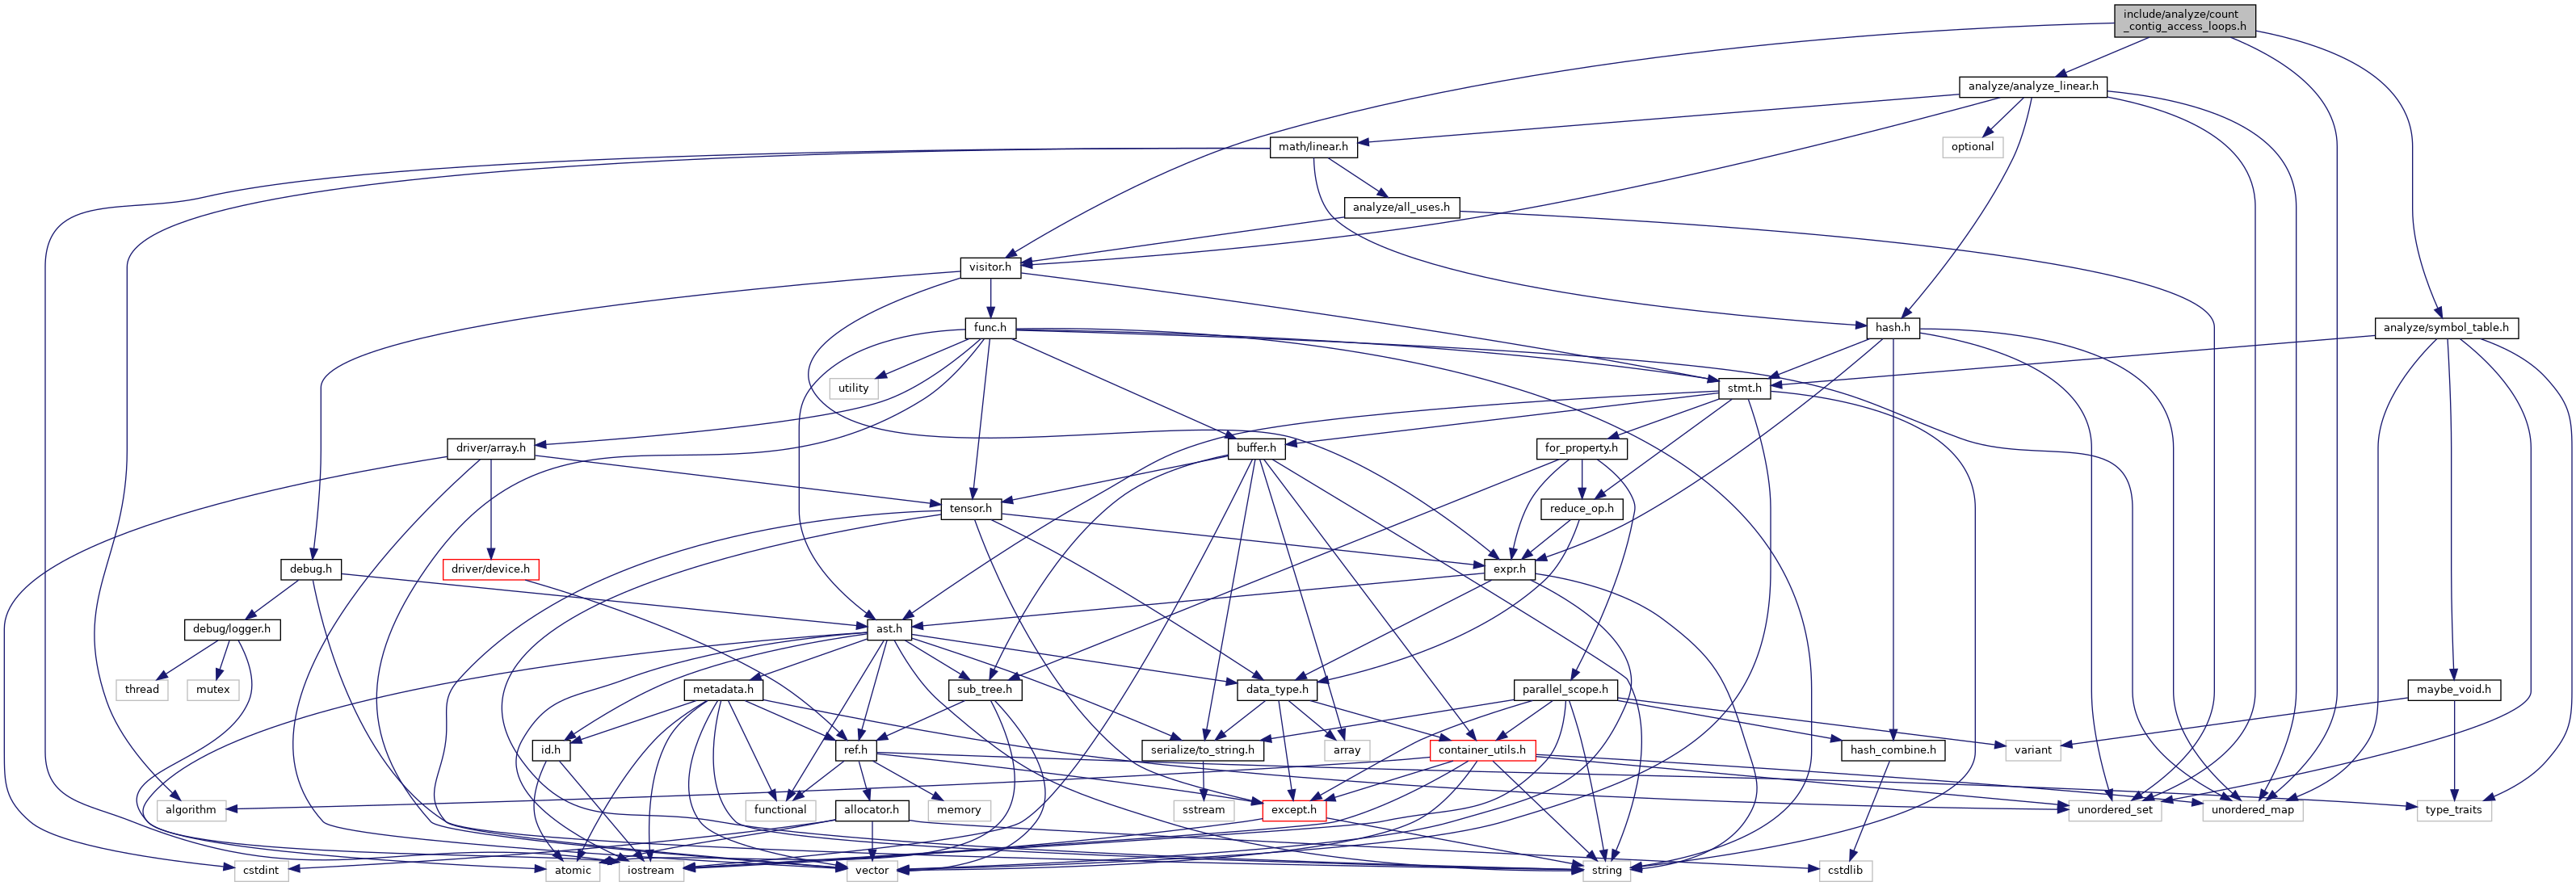 include/analyze/count
_contig_access_loops.h
analyze/analyze_linear.h
math/linear.h
optional
analyze/all_uses.h
visitor.h
func.h
hash.h
analyze/symbol_table.h
utility
stmt.h
driver/array.h
buffer.h
for_property.h
tensor.h
reduce_op.h
debug.h
driver/device.h
expr.h
debug/logger.h
ast.h
thread
mutex
metadata.h
sub_tree.h
data_type.h
parallel_scope.h
maybe_void.h
id.h
ref.h
serialize/to_string.h
array
container_utils.h
hash_combine.h
variant
algorithm
functional
allocator.h
memory
sstream
except.h
unordered_set
unordered_map
type_traits
cstdint
atomic
iostream
vector
string
cstdlib